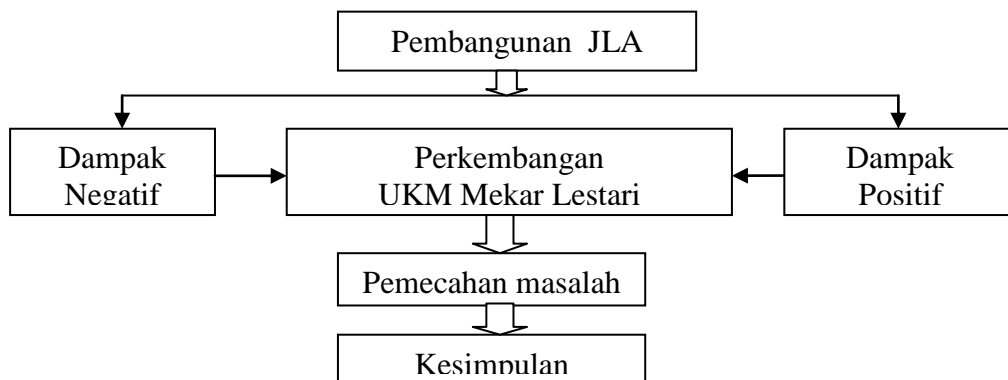 Pembangunan JLA
Dampak
Negatif
Perkembangan
UKM Mekar Lestari
Dampak
Positif
Pemecahan masalah
Kesimpulan